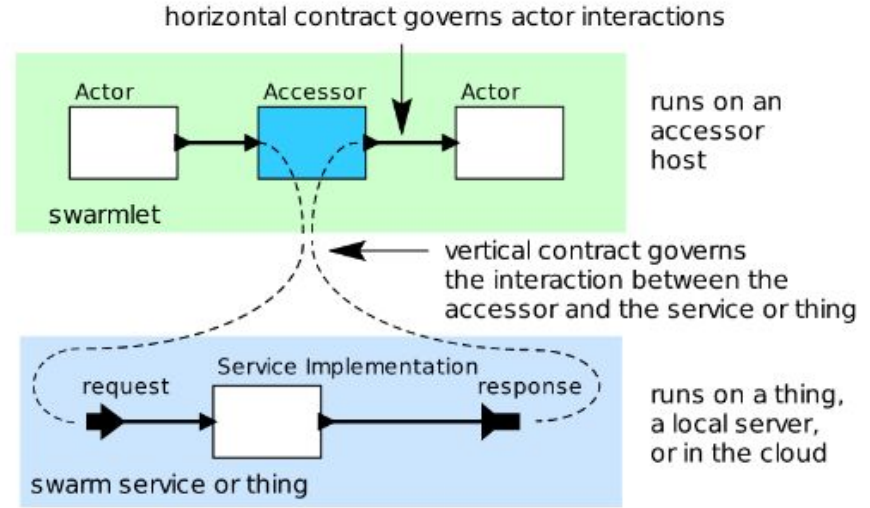 horizontal contract governs actor interactions
Actor
Accessor
Actor
runs on an
accessor
host
swarmlet
vertical contract governs
the interaction between the
accessor and the service or thing
Service Implementation
request
response
runs on a thing,
a local server,
or in the cloud
swarm service or thing